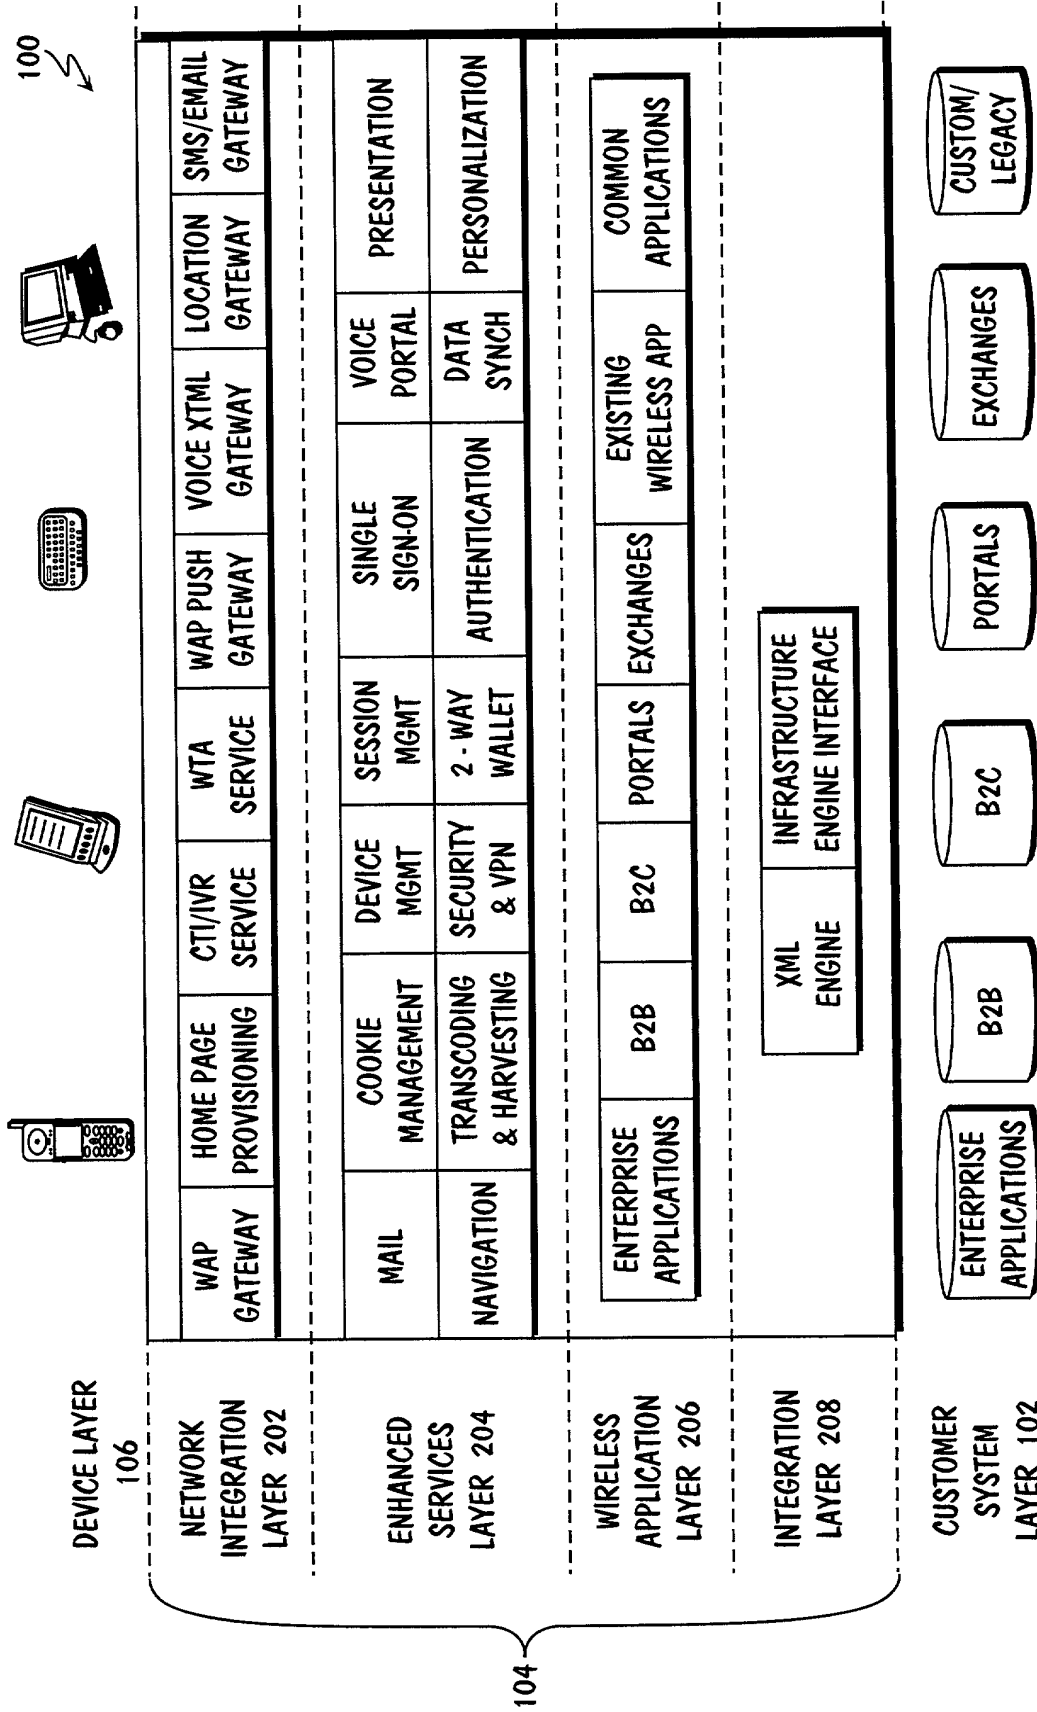 100
DEVICE LAYER
106
NETWORK
INTEGRATION
LAYER 202
WAP
GATEWAY
HOME PAGE
PROVISIONING
CTI/IVR
SERVICE
WTA
SERVICE
WAP PUSH
GATEWAY
VOICE XTML
GATEWAY
LOCATION
GATEWAY
SMS/EMAIL
GATEWAY
ENHANCED
SERVICES
LAYER 204
MAIL
COOKIE
MANAGEMENT
DEVICE
MGMT
SESSION
MGMT
SINGLE
SIGN-ON
VOICE
PORTAL
PRESENTATION
NAVIGATION
TRANSCODING
& HARVESTING
SECURITY
& VPN
2 - WAY
WALLET
AUTHENTICATION
DATA
SYNCH
PERSONALIZATION
WIRELESS
APPLICATION
LAYER 206
ENTERPRISE
APPLICATIONS
B2B
B2C
PORTALS
EXCHANGES
EXISTING
WIRELESS APP
COMMON
APPLICATIONS
INTEGRATION
LAYER 208
XML
ENGINE
INFRASTRUCTURE
ENGINE INTERFACE
104
CUSTOMER
SYSTEM
LAYER 102
ENTERPRISE
APPLICATIONS
B2B
B2C
PORTALS
EXCHANGES
CUSTOM/
LEGACY